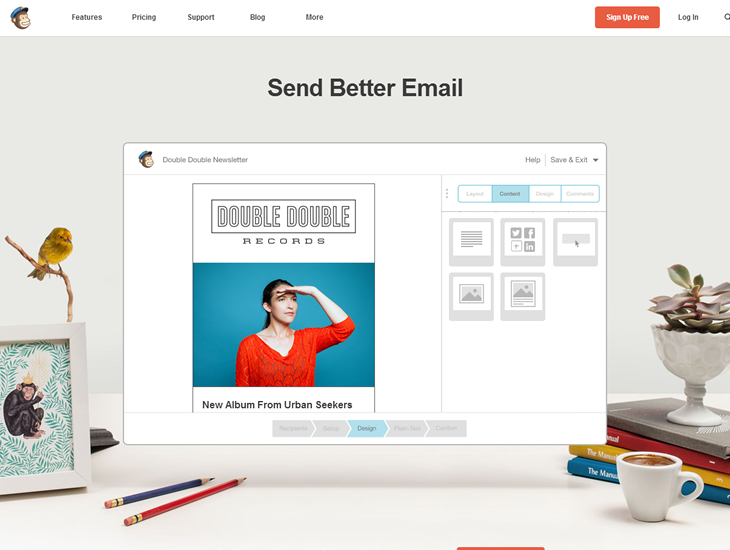 Features Pricing Support Blog More Sign Up Free Log In
Send Better Email
Double Double Newsletter Help Save & Exit
Layout Content Design Comments
DOUBLE DOUBLE
RECORDS
New Album From Urban Seekers
Recipients Setup Design Plain-Text Confirm
The Manual
The Manual
The Manu